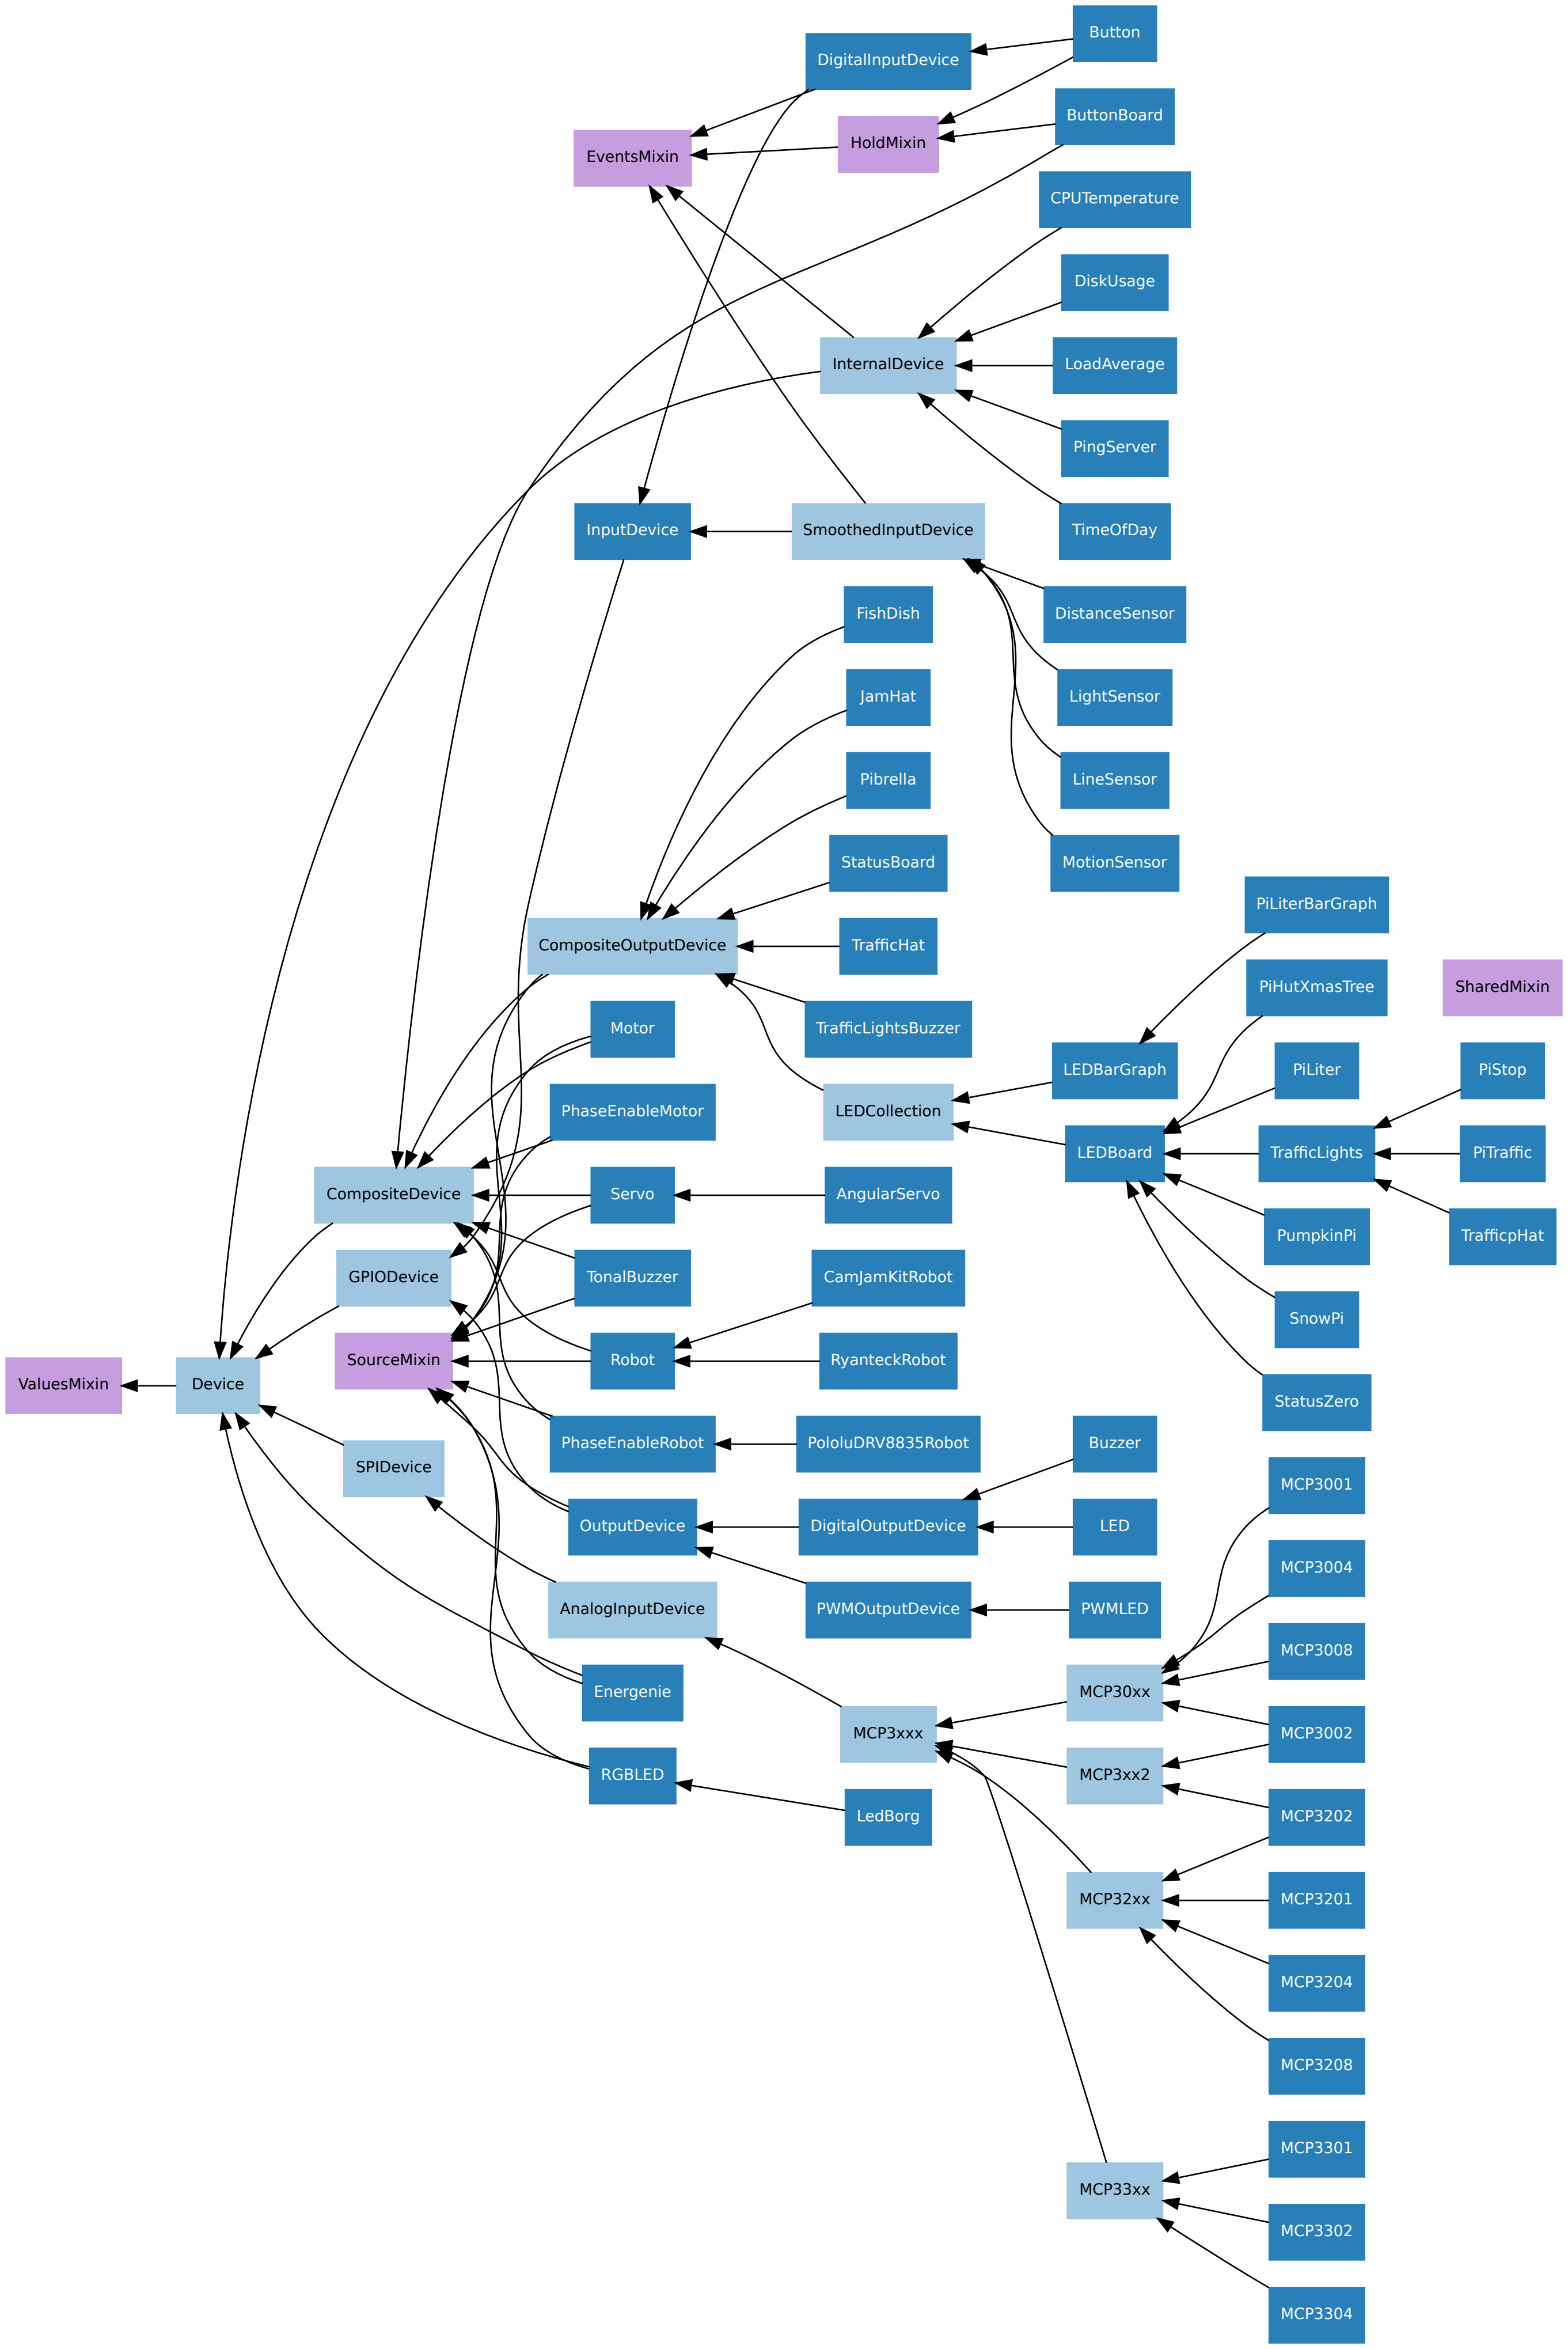 Button
DigitalInputDevice
ButtonBoard
HoldMixin
EventsMixin
CPUTemperature
DiskUsage
InternalDevice
LoadAverage
PingServer
InputDevice
SmoothedInputDevice
TimeOfDay
FishDish
DistanceSensor
JamHat
LightSensor
Pibrella
LineSensor
StatusBoard
MotionSensor
PiLiterBarGraph
CompositeOutputDevice
TrafficHat
PiHutXmasTree
SharedMixin
Motor
TrafficLightsBuzzer
LEDBarGraph
PiLiter
PiStop
PhaseEnableMotor
LEDCollection
LEDBoard
TrafficLights
PiTraffic
CompositeDevice
Servo
AngularServo
PumpkinPi
TrafficpHat
GPIODevice
TonalBuzzer
CamJamKitRobot
SnowPi
SourceMixin
Robot
RyanteckRobot
ValuesMixin
Device
StatusZero
PhaseEnableRobot
PololuDRV8835Robot
Buzzer
SPIDevice
MCP3001
OutputDevice
DigitalOutputDevice
LED
MCP3004
AnalogInputDevice
PWMOutputDevice
PWMLED
MCP3008
Energenie
MCP30xx
MCP3xxx
MCP3002
RGBLED
MCP3xx2
LedBorg
MCP3202
MCP32xx
MCP3201
MCP3204
MCP3208
MCP3301
MCP33xx
MCP3302
MCP3304